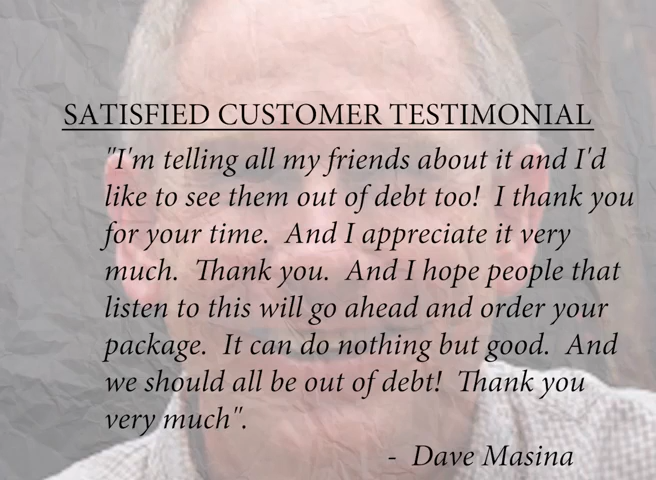 SATISFIED CUSTOMER TESTIMONIAL
"I'm telling all my friends about it and I'd
like to see them out of debt too!  I thank you
for your time.  And I appreciate it very
much.  Thank you.  And I hope people that
listen to this will go ahead and order your
package.  It can do nothing but good.  And
we should all be out of debt!  Thank you
very much".
-  Dave Masina